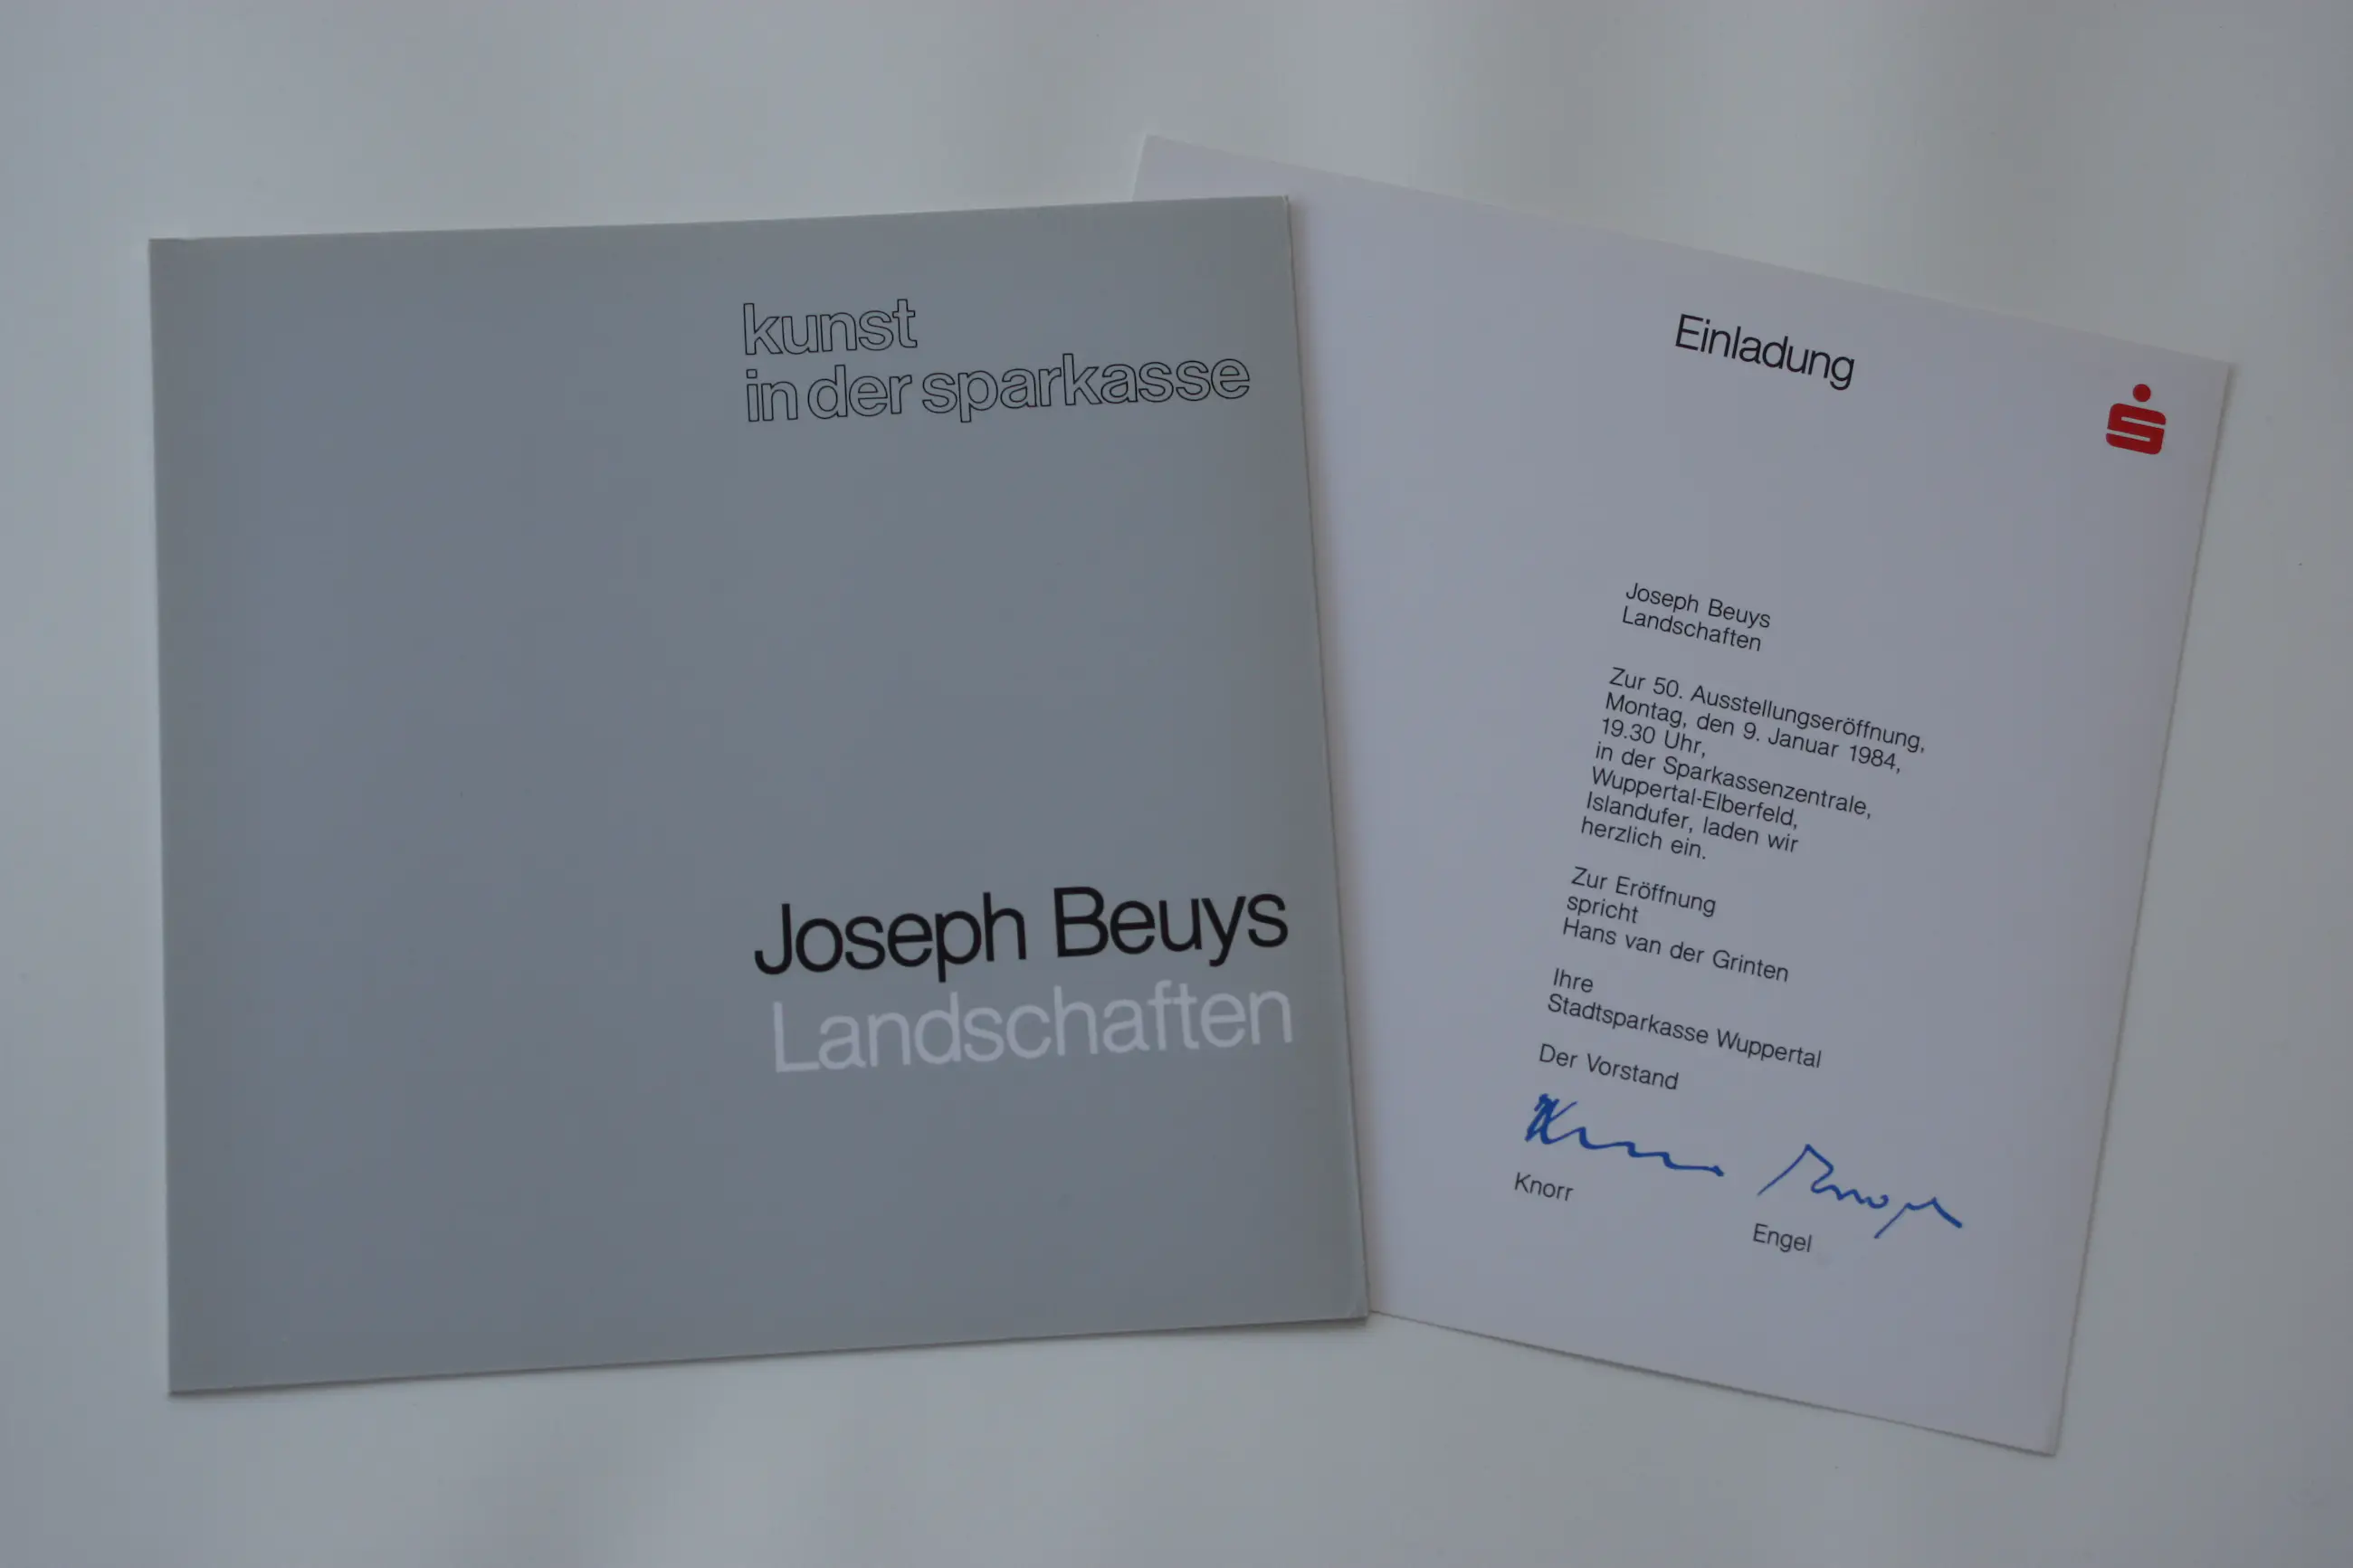 kunst
in der sparkasse
Joseph Beuys
Landschaften
Einladung
Joseph Beuys
Landschaften
Zur 50. Ausstellungseröffnung,
Montag, den 9. Januar 1984,
19.30 Uhr,
in der Sparkassenzentrale,
Wuppertal-Elberfeld,
Islandufer, laden wir
herzlich ein.
Zur Eröffnung
spricht
Hans van der Grinten
Ihre
Stadtsparkasse Wuppertal
Der Vorstand
Knorr
Engel